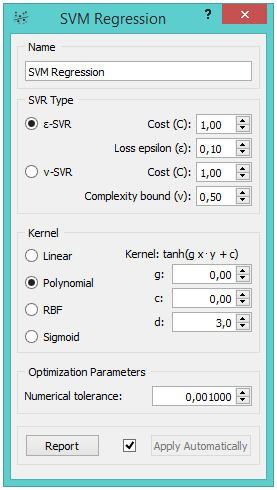 SVM Regression
?
Name
SVM Regression
SVR Type
ε-SVR Cost (C): 1,00
Loss epsilon (ε): 0,10
ν-SVR Cost (C): 1,00
Complexity bound (ν): 0,50
Kernel
Linear Kernel: tanh(g x·y + c)
g: 0,00
Polynomial
c: 0,00
RBF
d: 3,0
Sigmoid
Optimization Parameters
Numerical tolerance: 0,001000
Report Apply Automatically